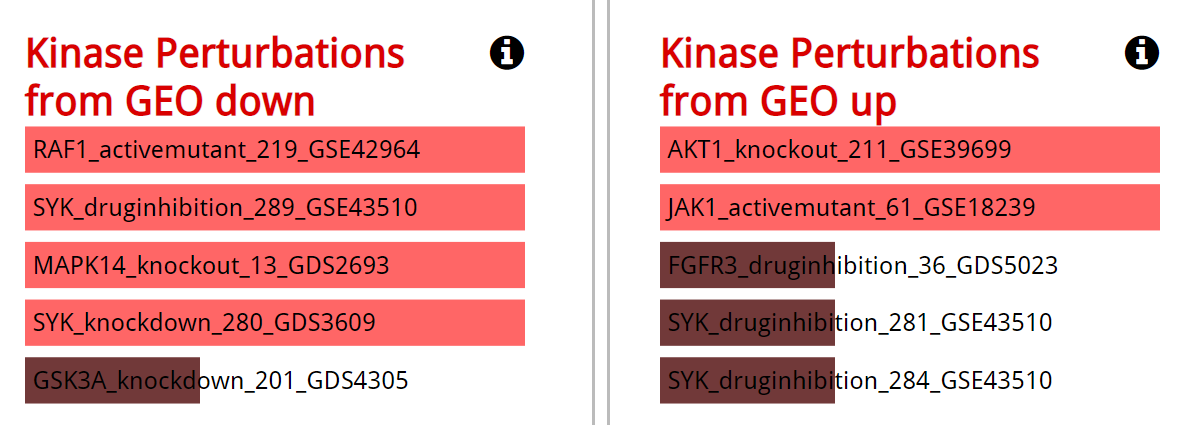 Kinase Perturbations
from GEO down
RAF1_activemutant_219_GSE42964
SYK_druginhibition_289_GSE43510
MAPK14_knockout_13_GDS2693
SYK_knockdown_280_GDS3609
GSK3A_knockdown_201_GDS4305
Kinase Perturbations
from GEO up
AKT1_knockout_211_GSE39699
JAK1_activemutant_61_GSE18239
FGFR3_druginhibition_36_GDS5023
SYK_druginhibition_281_GSE43510
SYK_druginhibition_284_GSE43510